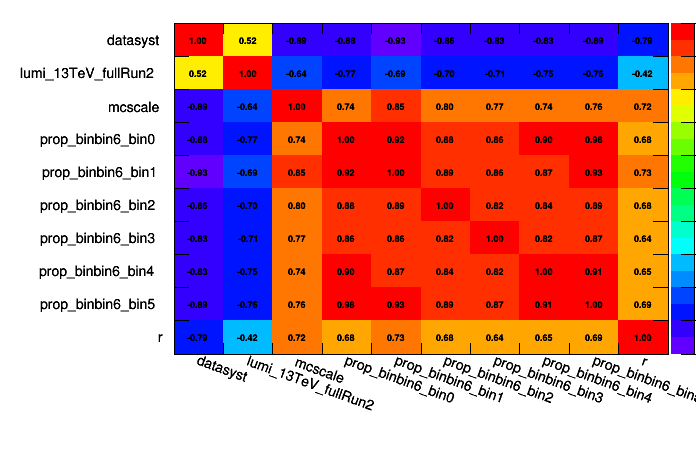 datasyst 1.00 0.52 -0.89 -0.88 -0.93 -0.86 -0.83 -0.83 -0.89 -0.79
lumi_13TeV_fullRun2 0.52 1.00 -0.64 -0.77 -0.69 -0.70 -0.71 -0.75 -0.76 -0.42
mcscale -0.89 -0.64 1.00 0.74 0.85 0.80 0.77 0.74 0.76 0.72
prop_binbin6_bin0 -0.88 -0.77 0.74 1.00 0.92 0.88 0.86 0.90 0.96 0.68
prop_binbin6_bin1 -0.93 -0.69 0.85 0.92 1.00 0.89 0.86 0.87 0.93 0.73
prop_binbin6_bin2 -0.86 -0.70 0.80 0.88 0.89 1.00 0.82 0.84 0.89 0.68
prop_binbin6_bin3 -0.83 -0.71 0.77 0.86 0.86 0.82 1.00 0.82 0.87 0.64
prop_binbin6_bin4 -0.83 -0.75 0.74 0.90 0.87 0.84 0.82 1.00 0.91 0.65
prop_binbin6_bin5 -0.89 -0.76 0.76 0.96 0.93 0.89 0.87 0.91 1.00 0.69
r -0.79 -0.42 0.72 0.68 0.73 0.68 0.64 0.65 0.69 1.00
datasyst
lumi_13TeV_fullRun2
mcscale
prop_binbin6_bin0
prop_binbin6_bin1
prop_binbin6_bin2
prop_binbin6_bin3
prop_binbin6_bin4
r